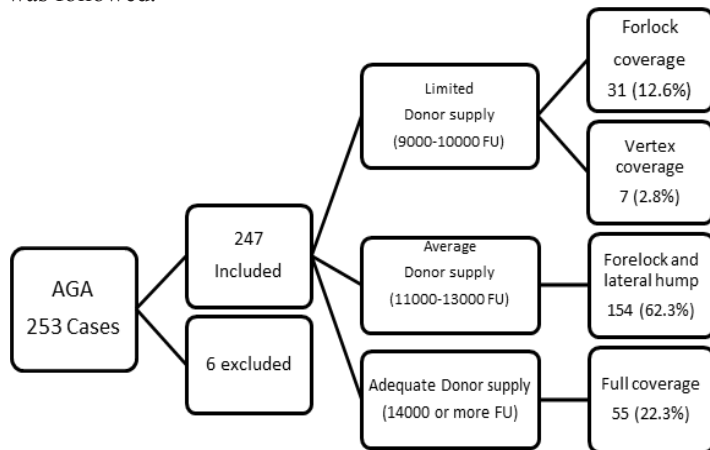 was followed.
AGA
253 Cases
247
Included
6 excluded
Limited
Donor supply
(9000-10000 FU)
Average
Donor supply
(11000-13000 FU)
Adequate Donor supply
(14000 or more FU)
Forlock
coverage
31 (12.6%)
Vertex
coverage
7 (2.8%)
Forelock and
lateral hump
154 (62.3%)
Full coverage
55 (22.3%)